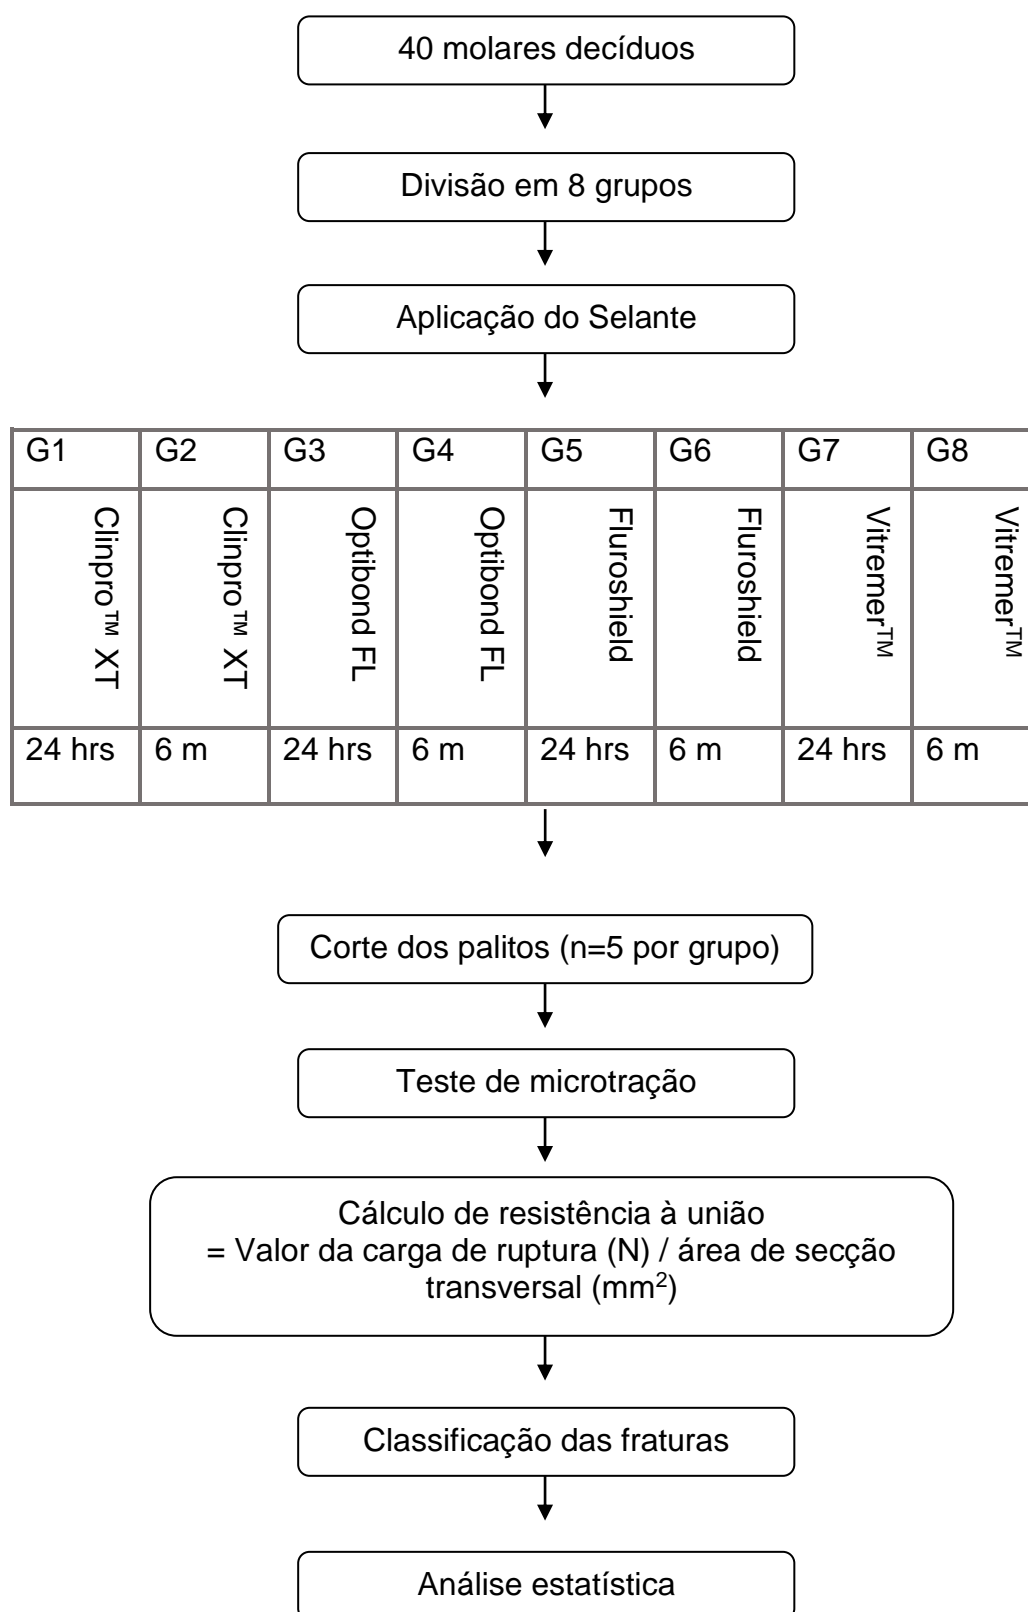 40 molares decíduos
Divisão em 8 grupos
Aplicação do Selante
G1 G2 G3 G4 G5 G6 G7 G8
Clinpro™ XT
Clinpro™ XT
Optibond FL
Optibond FL
Fluroshield
Fluroshield
Vitremer™
Vitremer™
24 hrs 6 m 24 hrs 6 m 24 hrs 6 m 24 hrs 6 m
Corte dos palitos (n=5 por grupo)
Teste de microtração
Cálculo de resistência à união
= Valor da carga de ruptura (N) / área de secção
transversal (mm²)
Classificação das fraturas
Análise estatística